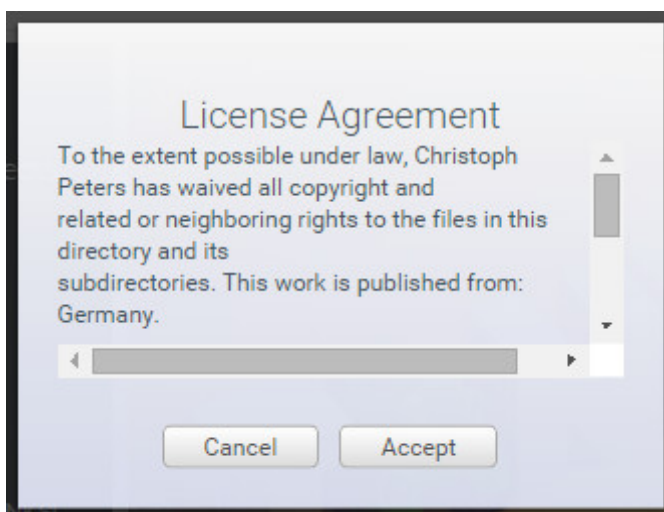 License Agreement
To the extent possible under law, Christoph
Peters has waived all copyright and
related or neighboring rights to the files in this
directory and its
subdirectories. This work is published from:
Germany.
Cancel
Accept